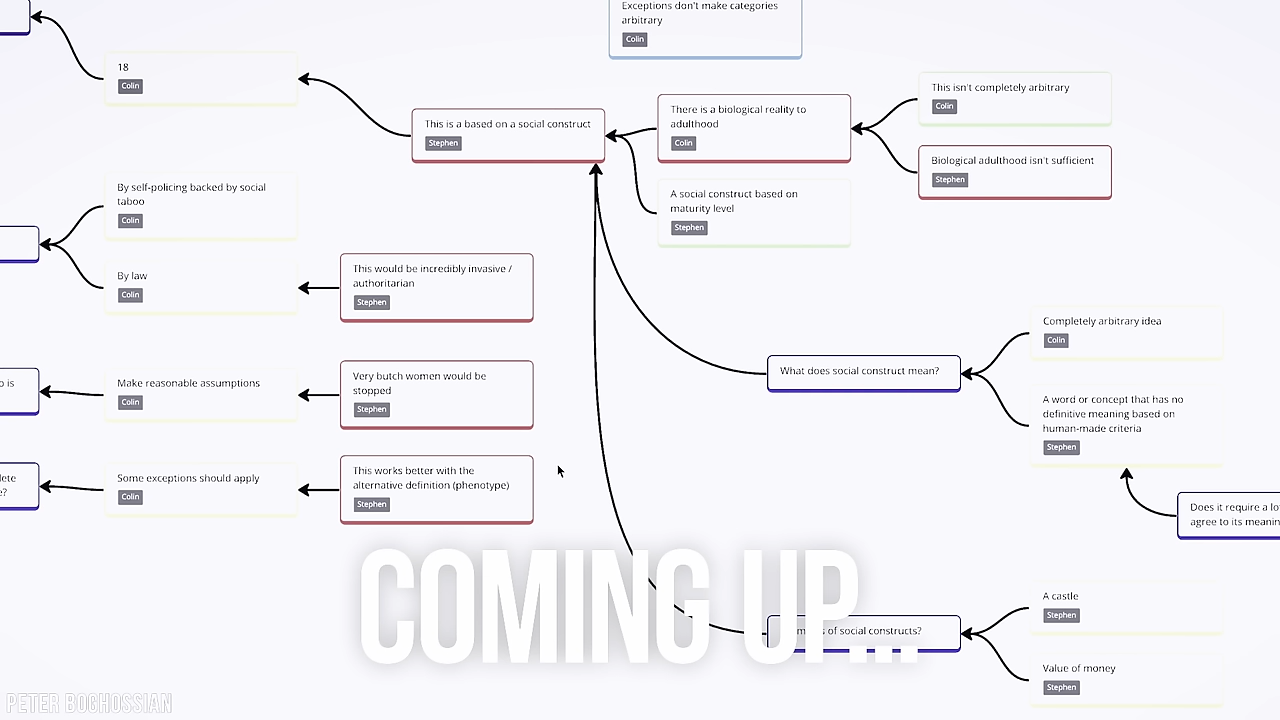 Exceptions don't make categories
arbitrary
Colin
18
Colin
This is a based on a social construct
Stephen
There is a biological reality to
adulthood
Colin
This isn't completely arbitrary
Colin
Biological adulthood isn't sufficient
Stephen
A social construct based on
maturity level
Stephen
By self-policing backed by social
taboo
Colin
By law
Colin
This would be incredibly invasive /
authoritarian
Stephen
What does social construct mean?
Completely arbitrary idea
Colin
A word or concept that has no
definitive meaning based on
human-made criteria
Stephen
o is
Make reasonable assumptions
Colin
Very butch women would be
stopped
Stephen
lete
e?
Some exceptions should apply
Colin
This works better with the
alternative definition (phenotype)
Stephen
Does it require a lo
agree to its meanin
COMING UP...
of social constructs?
A castle
Stephen
Value of money
Stephen
PETER BOGHOSSIAN